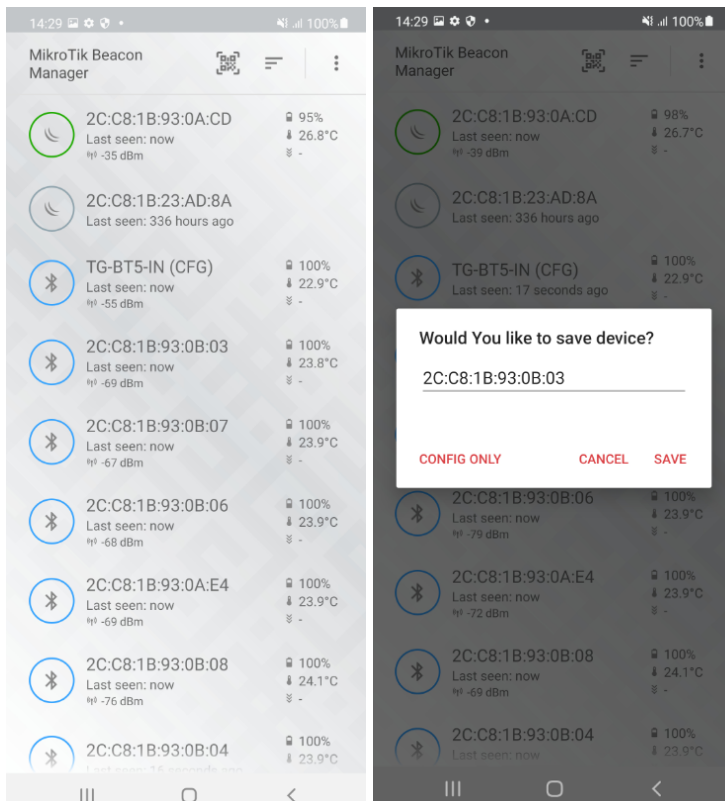 14:29
100%
MikroTik Beacon
Manager
2C:C8:1B:93:0A:CD
95%
Last seen: now
26.8°C
-35 dBm
-
2C:C8:1B:23:AD:8A
Last seen: 336 hours ago
TG-BT5-IN (CFG)
100%
Last seen: now
22.9°C
-55 dBm
-
2C:C8:1B:93:0B:03
100%
Last seen: now
23.8°C
-69 dBm
-
2C:C8:1B:93:0B:07
100%
Last seen: now
23.9°C
-67 dBm
-
2C:C8:1B:93:0B:06
100%
Last seen: now
23.9°C
-68 dBm
-
2C:C8:1B:93:0A:E4
100%
Last seen: now
23.9°C
-69 dBm
-
2C:C8:1B:93:0B:08
100%
Last seen: now
24.1°C
-76 dBm
-
2C:C8:1B:93:0B:04
100%
Last seen: 16 seconds ago
23.9°C
14:29
100%
MikroTik Beacon
Manager
2C:C8:1B:93:0A:CD
98%
Last seen: now
26.7°C
-39 dBm
-
2C:C8:1B:23:AD:8A
Last seen: 336 hours ago
TG-BT5-IN (CFG)
100%
Last seen: 17 seconds ago
22.9°C
-
Would You like to save device?
2C:C8:1B:93:0B:03
CONFIG ONLY
CANCEL
SAVE
2C:C8:1B:93:0B:06
100%
Last seen: now
23.9°C
-79 dBm
-
2C:C8:1B:93:0A:E4
100%
Last seen: now
23.9°C
-72 dBm
-
2C:C8:1B:93:0B:08
100%
Last seen: now
24.1°C
-69 dBm
-
2C:C8:1B:93:0B:04
100%
Last seen: now
23.9°C